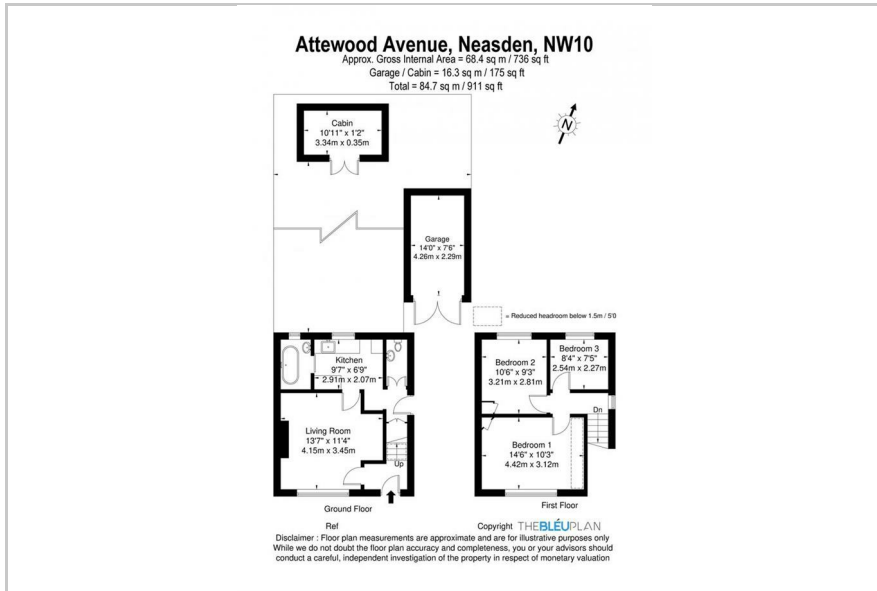 Attewood Avenue, Neasden, NW10
Approx. Gross Internal Area = 68.4 sq m / 736 sq ft
Garage / Cabin = 16.3 sq m / 175 sq ft
Total = 84.7 sq m / 911 sq ft
N
Cabin
10'11" x 1'2"
3.34m x 0.35m
Garage
14'0" x 7'6"
4.26m x 2.29m
= Reduced headroom below 1.5m / 5'0
Kitchen
9'7" x 6'9"
2.91m x 2.07m
Living Room
13'7" x 11'4"
4.15m x 3.45m
Up
Ground Floor
Bedroom 2
10'6" x 9'3"
3.21m x 2.81m
Bedroom 3
8'4" x 7'5"
2.54m x 2.27m
Dn
Bedroom 1
14'6" x 10'3"
4.42m x 3.12m
First Floor
Ref
Copyright THEBLÉUPLAN
Disclaimer : Floor plan measurements are approximate and are for illustrative purposes only
While we do not doubt the floor plan accuracy and completeness, you or your advisors should
conduct a careful, independent investigation of the property in respect of monetary valuation